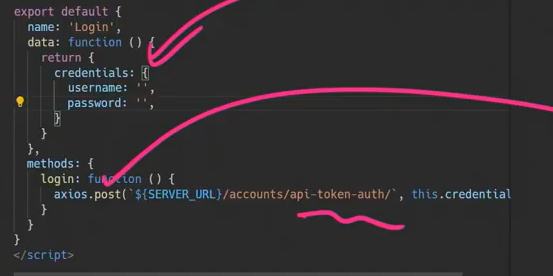 export default {
name: 'Login',
data: function () {
return {
credentials: {
username: '',
password: '',
}
}
},
methods: {
login: function () {
axios.post(`${SERVER_URL}/accounts/api-token-auth/`, this.credential
}
}
}
</script>